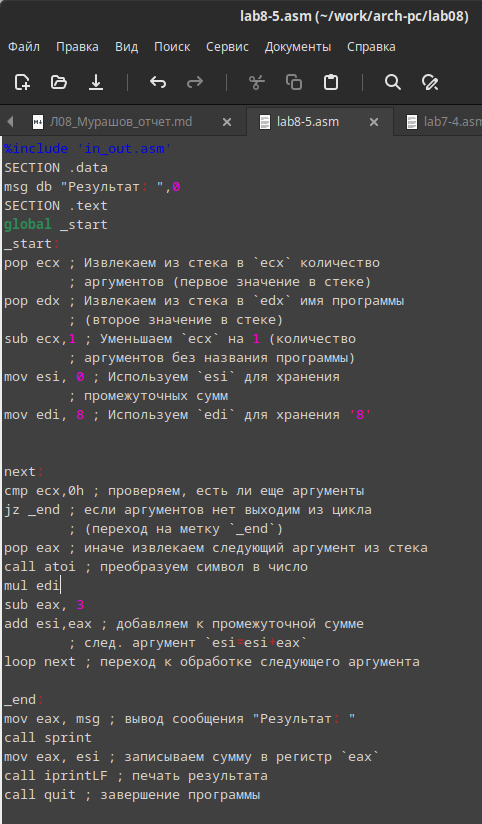 lab8-5.asm (~/work/arch-pc/lab08)
Файл Правка Вид Поиск Сервис Документы Справка
Л08_Мурашов_отчет.md lab8-5.asm lab7-4.asm
%include 'in_out.asm'
SECTION .data
msg db "Результат: ",0
SECTION .text
global _start
_start:
pop ecx ; Извлекаем из стека в `ecx` количество
; аргументов (первое значение в стеке)
pop edx ; Извлекаем из стека в `edx` имя программы
; (второе значение в стеке)
sub ecx,1 ; Уменьшаем `ecx` на 1 (количество
; аргументов без названия программы)
mov esi, 0 ; Используем `esi` для хранения
; промежуточных сумм
mov edi, 8 ; Используем `edi` для хранения '8'
next:
cmp ecx,0h ; проверяем, есть ли еще аргументы
jz _end ; если аргументов нет выходим из цикла
; (переход на метку `_end`)
pop eax ; иначе извлекаем следующий аргумент из стека
call atoi ; преобразуем символ в число
mul edi
sub eax, 3
add esi,eax ; добавляем к промежуточной сумме
; след. аргумент `esi=esi+eax`
loop next ; переход к обработке следующего аргумента
_end:
mov eax, msg ; вывод сообщения "Результат: "
call sprint
mov eax, esi ; записываем сумму в регистр `eax`
call iprintLF ; печать результата
call quit ; завершение программы